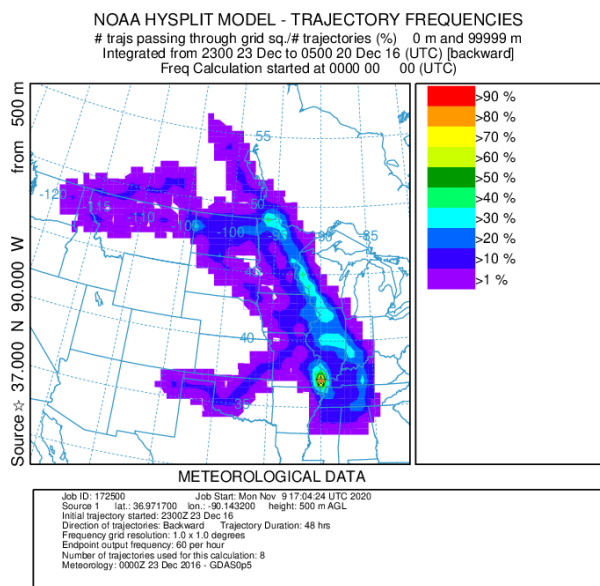 NOAA HYSPLIT MODEL - TRAJECTORY FREQUENCIES
# trajs passing through grid sq./# trajectories (%) 0 m and 99999 m
Integrated from 2300 23 Dec to 0500 20 Dec 16 (UTC) [backward]
Freq Calculation started at 0000 00 00 (UTC)
Source ☆ 37.000 N 90.000 W from 500 m
55
-120
-115
-110
-105
-100
50
-90
-85
45
40
35
>90 %
>80 %
>70 %
>60 %
>50 %
>40 %
>30 %
>20 %
>10 %
>1 %
METEOROLOGICAL DATA
Job ID: 172500 Job Start: Mon Nov 9 17:04:24 UTC 2020
Source 1 lat.: 36.971700 lon.: -90.143200 height: 500 m AGL
Initial trajectory started: 2300Z 23 Dec 16
Direction of trajectories: Backward Trajectory Duration: 48 hrs
Frequency grid resolution: 1.0 x 1.0 degrees
Endpoint output frequency: 60 per hour
Number of trajectories used for this calculation: 8
Meteorology: 0000Z 23 Dec 2016 - GDAS0p5